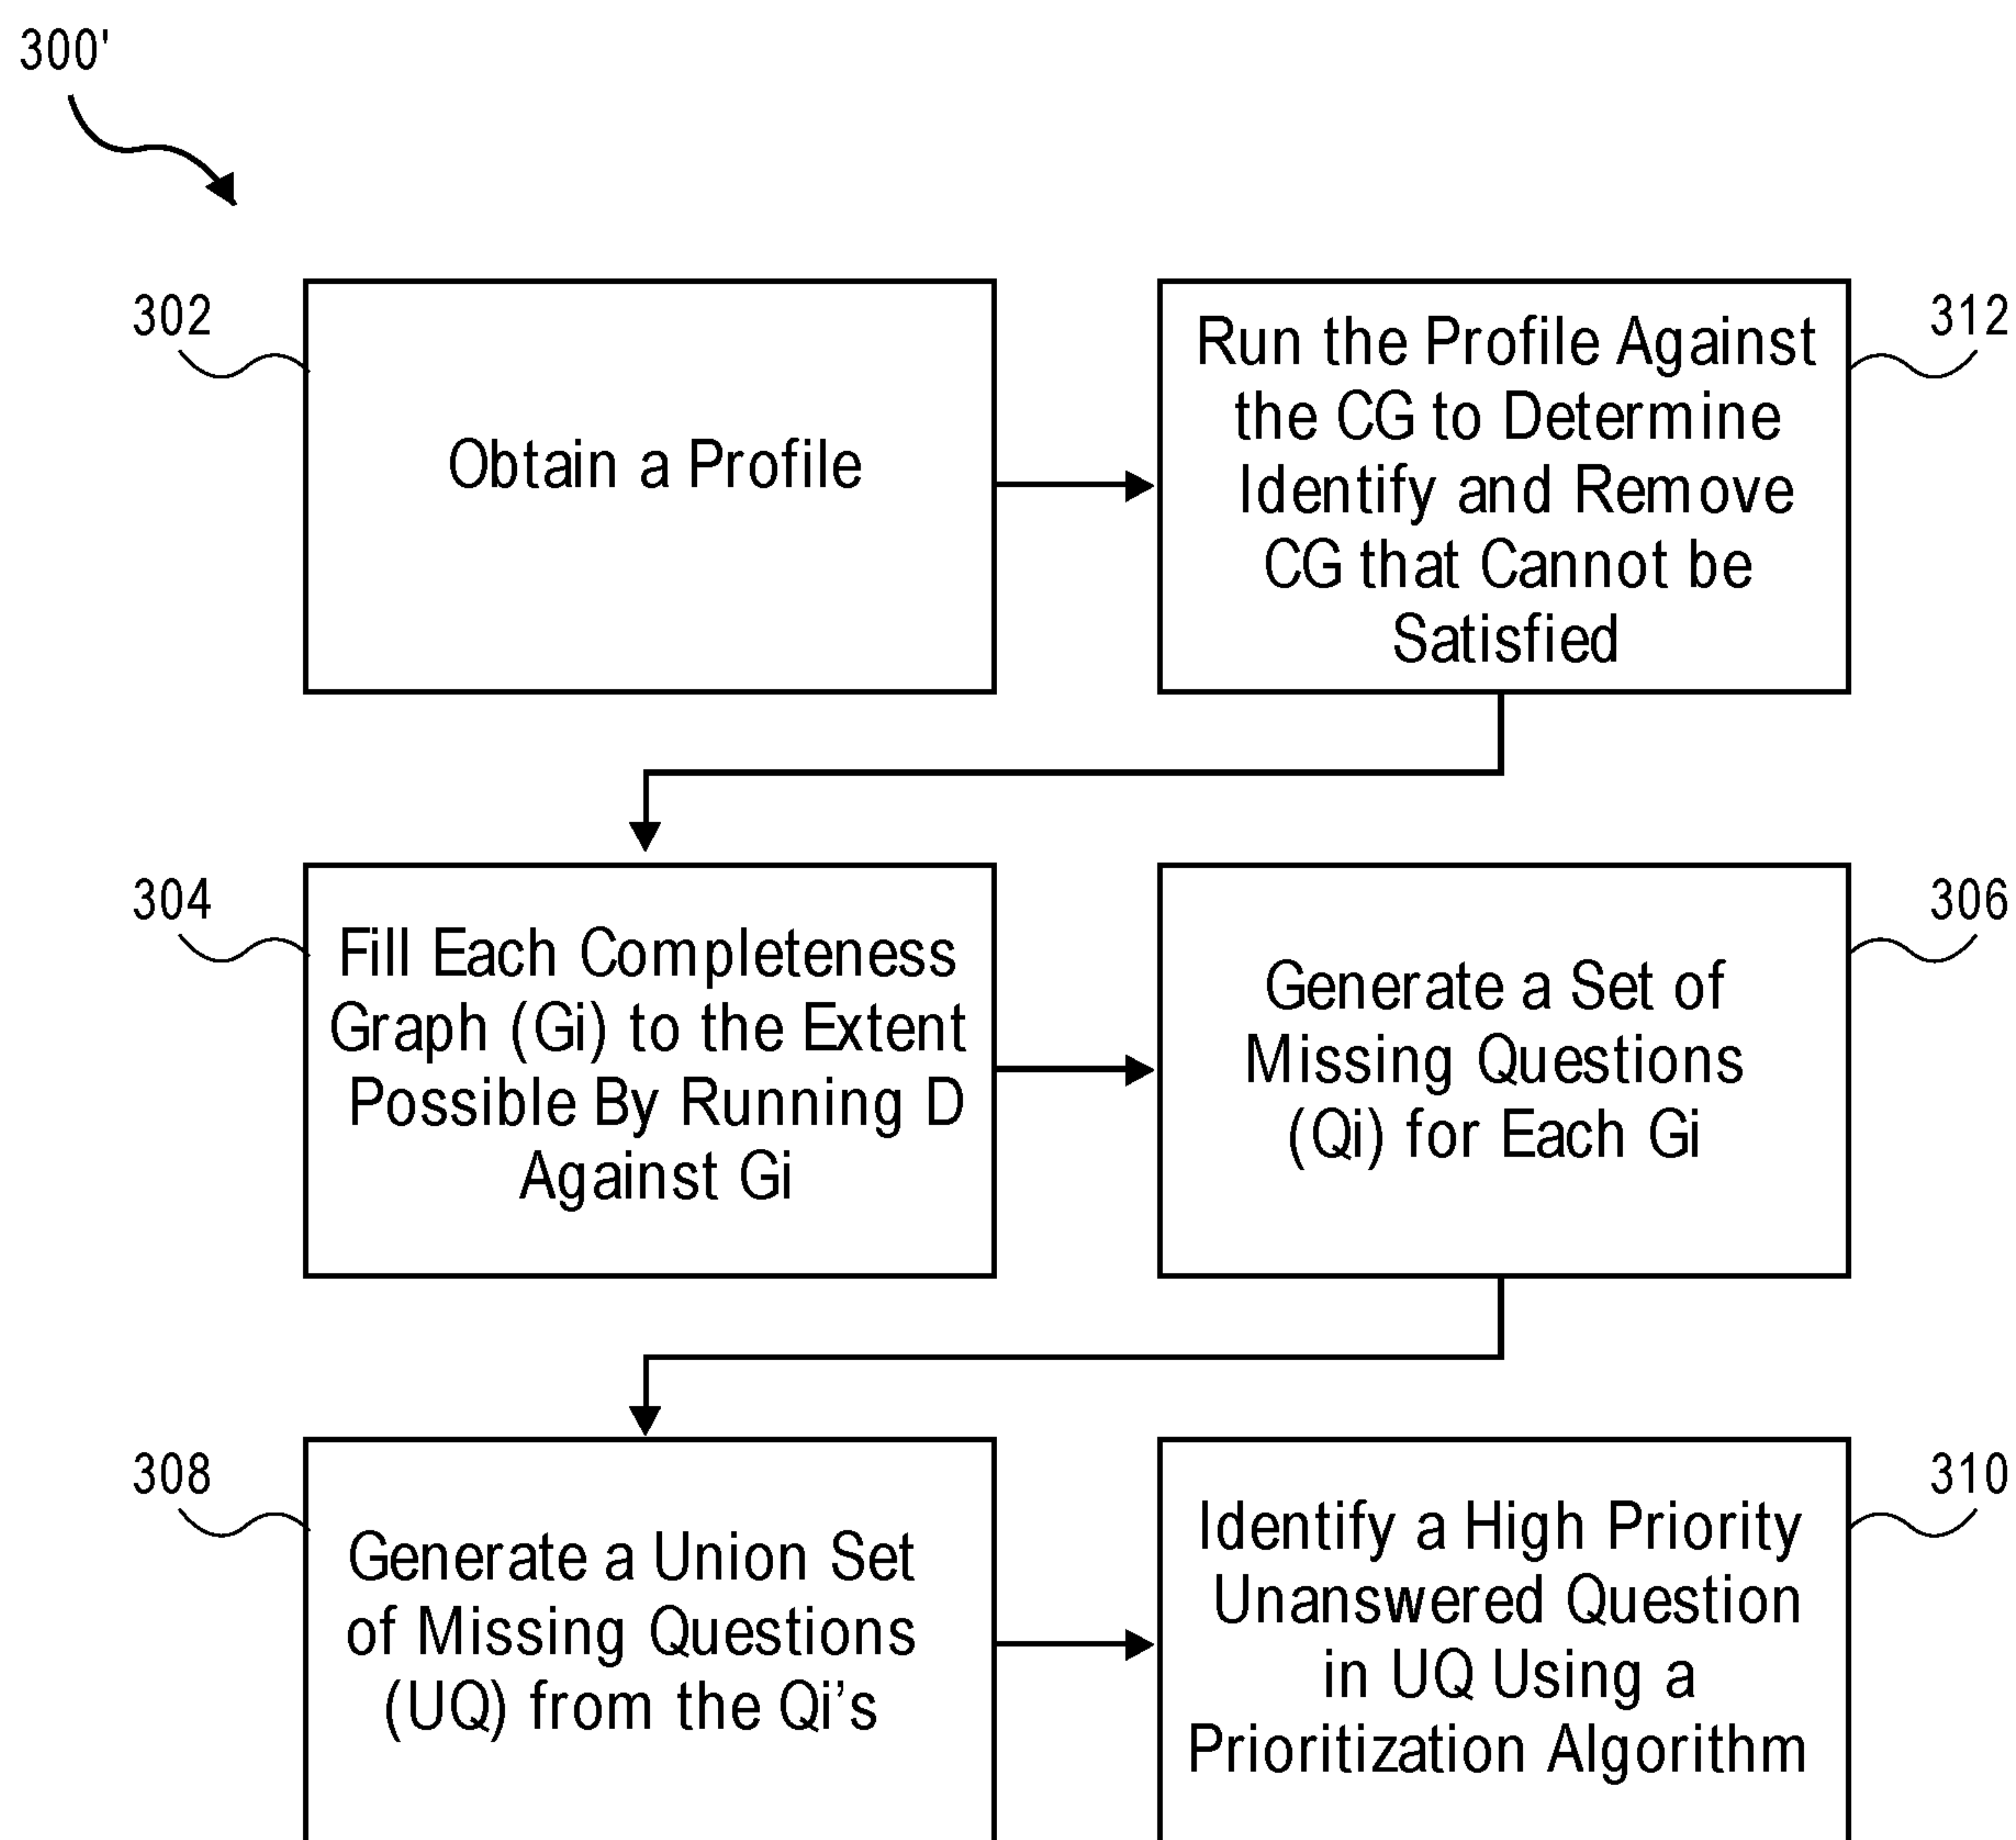 300'
302
Obtain a Profile
312
Run the Profile Against
the CG to Determine
Identify and Remove
CG that Cannot be
Satisfied
304
Fill Each Completeness
Graph (Gi) to the Extent
Possible By Running D
Against Gi
306
Generate a Set of
Missing Questions
(Qi) for Each Gi
308
Generate a Union Set
of Missing Questions
(UQ) from the Qi's
310
Identify a High Priority
Unanswered Question
in UQ Using a
Prioritization Algorithm